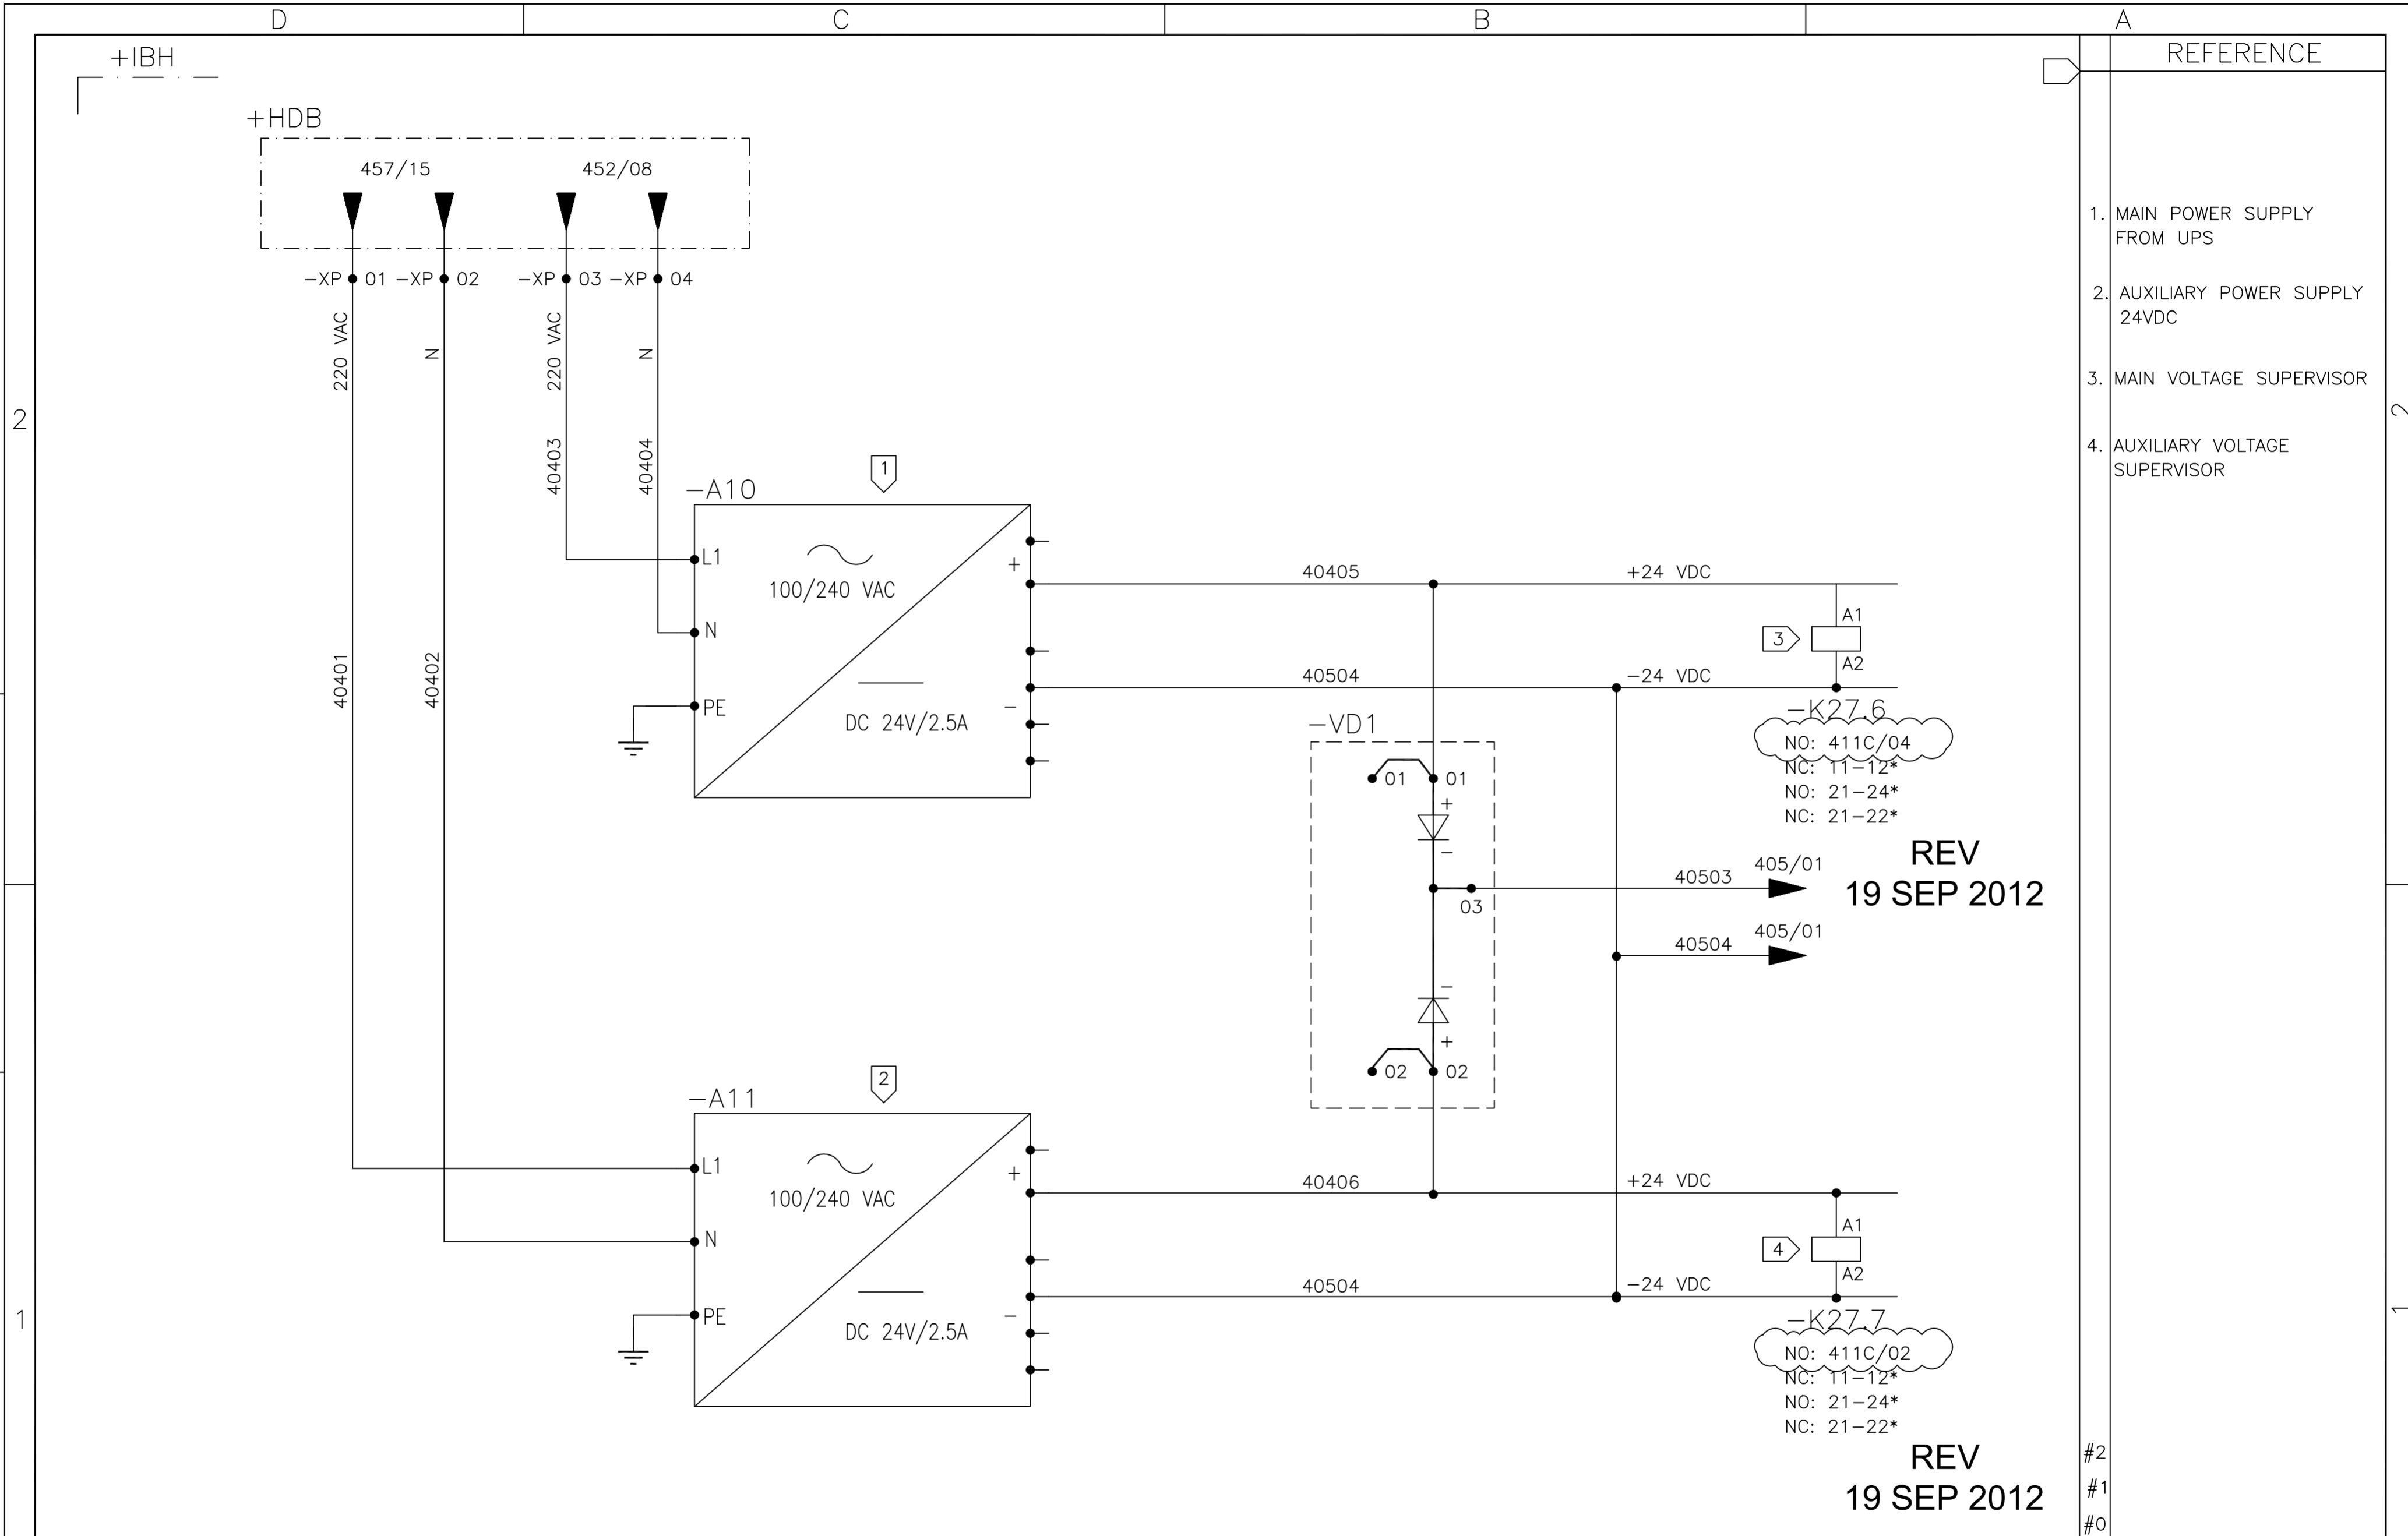 D C B A
+IBH
REFERENCE
+HDB
457/15 452/08
-XP 01 -XP 02 -XP 03 -XP 04
220 VAC N 220 VAC N
40401 40402 40403 40404
1. MAIN POWER SUPPLY
FROM UPS
2. AUXILIARY POWER SUPPLY
24VDC
3. MAIN VOLTAGE SUPERVISOR
4. AUXILIARY VOLTAGE
SUPERVISOR
2 2
-A10 1
L1
100/240 VAC
+
N
PE
DC 24V/2.5A
-
40405 +24 VDC
A1
3
A2
40504 -24 VDC
-K27.6
NO: 411C/04
NC: 11-12*
NO: 21-24*
NC: 21-22*
REV
19 SEP 2012
-VD1
01 01
+
-
40503 405/01
03
40504 405/01
-
+
02 02
-A11 2
L1
100/240 VAC
+
N
PE
DC 24V/2.5A
-
40406 +24 VDC
A1
4
A2
40504 -24 VDC
-K27.7
NO: 411C/02
NC: 11-12*
NO: 21-24*
NC: 21-22*
REV
19 SEP 2012
1 1
#2
#1
#0